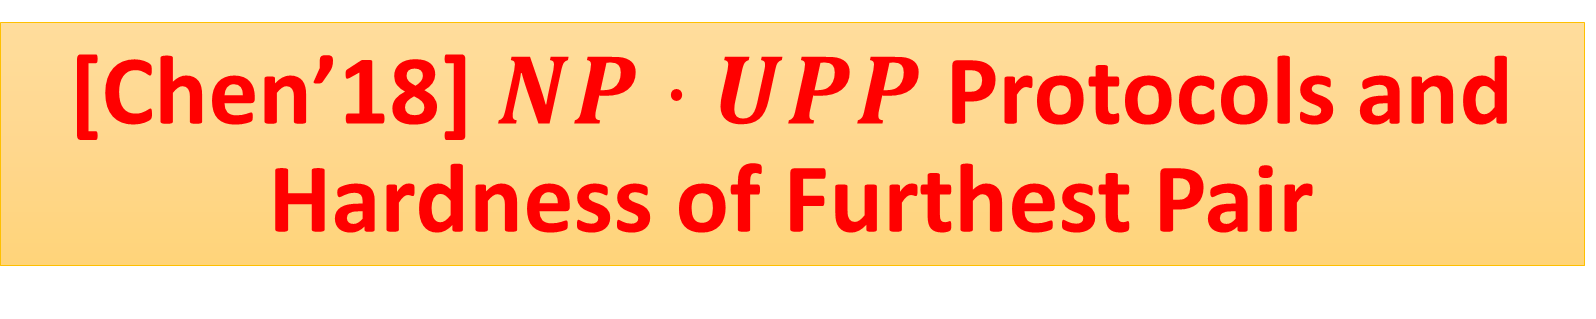 [Chen’18] NP · UPP Protocols and
Hardness of Furthest Pair